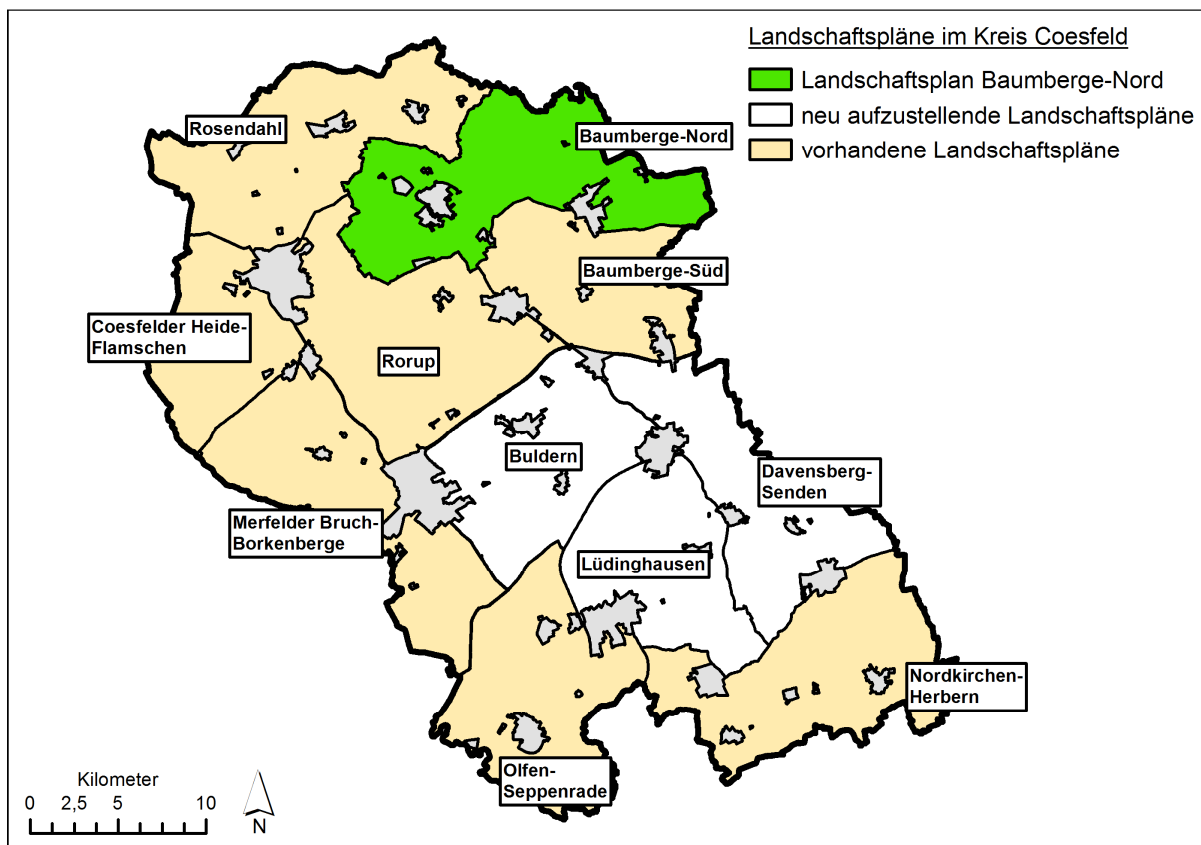 Landschaftspläne im Kreis Coesfeld
Landschaftsplan Baumberge-Nord
neu aufzustellende Landschaftspläne
vorhandene Landschaftspläne
Rosendahl
Baumberge-Nord
Baumberge-Süd
Coesfelder Heide-
Flamschen
Rorup
Buldern
Davensberg-
Senden
Merfelder Bruch-
Borkenberge
Lüdinghausen
Nordkirchen-
Herbern
Olfen-
Seppenrade
Kilometer
0 2,5 5 10
N